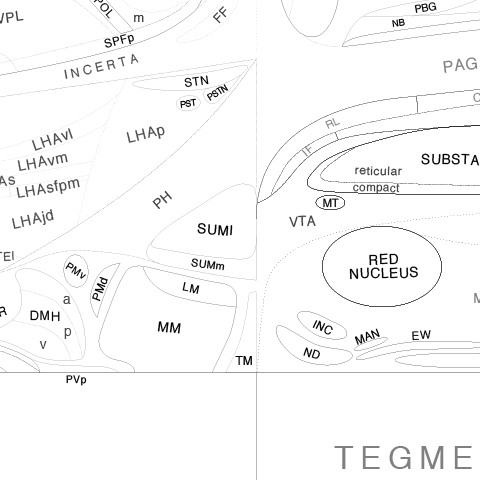 VPL
POL
m
FF
SPFp
INCERTA
STN
PST
PSTN
LHAvl
LHAvm
LHAp
As
LHAsfpm
LHAjd
PH
SUMl
TEl
SUMm
PMv
PMd
LM
a
R
DMH
p
v
MM
TM
PVp
PBG
NB
PAG
C
RL
IF
SUBSTA
reticular
compact
MT
VTA
RED
NUCLEUS
M
INC
MAN
EW
ND
TEGME